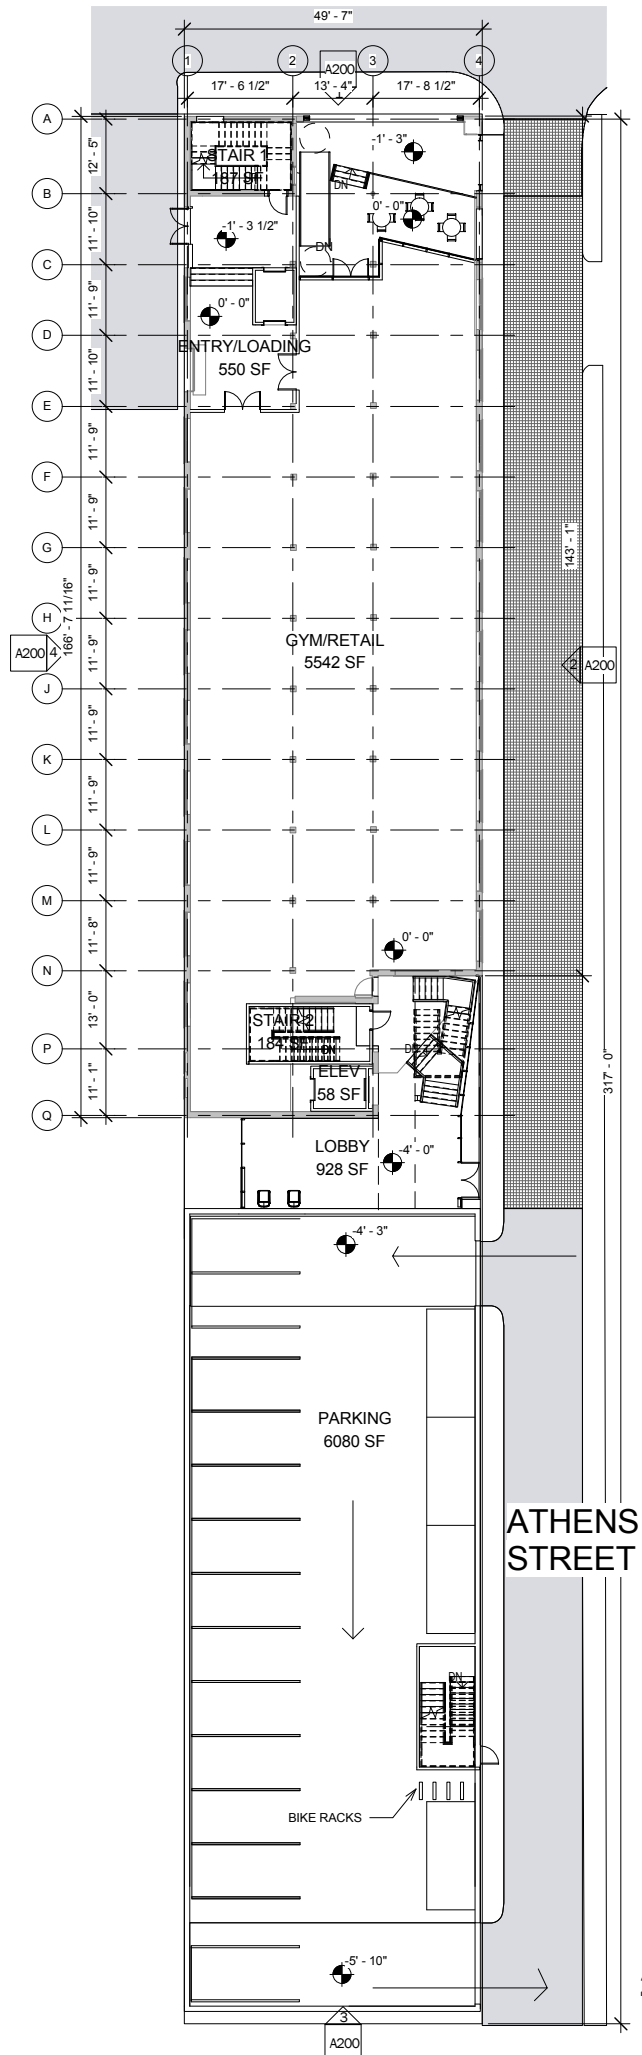 49' - 7"
1
2
3
4
A200
17' - 6 1/2"
13' - 4"
17' - 8 1/2"
A
12' - 5"
STAIR 1
187 SF
-1' - 3"
DN
B
0' - 0"
11' - 10"
-1' - 3 1/2"
DN
C
11' - 9"
0' - 0"
D
ENTRY/LOADING
550 SF
11' - 10"
E
11' - 9"
F
11' - 9"
143' - 1"
G
11' - 9"
166' - 7 11/16"
H
GYM/RETAIL
5542 SF
A200
4
2
A200
11' - 9"
J
11' - 9"
K
11' - 9"
L
11' - 9"
M
11' - 8"
0' - 0"
N
13' - 0"
STAIR 2
184 SF
P
11' - 1"
ELEV
58 SF
317' - 0"
Q
LOBBY
928 SF
-4' - 0"
-4' - 3"
PARKING
6080 SF
ATHENS
STREET
DN
BIKE RACKS
-5' - 10"
3
A200